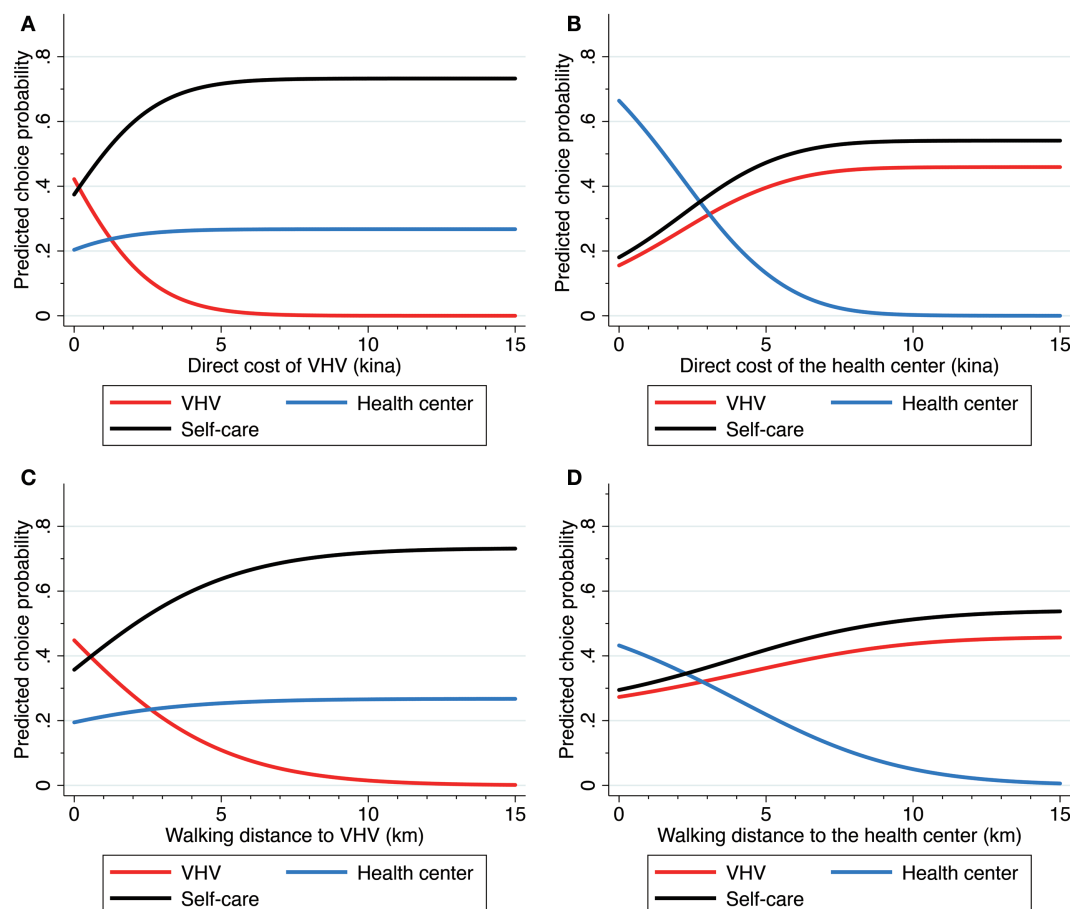 A
Predicted choice probability
.8
.6
.4
.2
0
0 5 10 15
Direct cost of VHV (kina)
VHV Health center
Self-care
B
Predicted choice probability
.8
.6
.4
.2
0
0 5 10 15
Direct cost of the health center (kina)
VHV Health center
Self-care
C
Predicted choice probability
.8
.6
.4
.2
0
0 5 10 15
Walking distance to VHV (km)
VHV Health center
Self-care
D
Predicted choice probability
.8
.6
.4
.2
0
0 5 10 15
Walking distance to the health center (km)
VHV Health center
Self-care